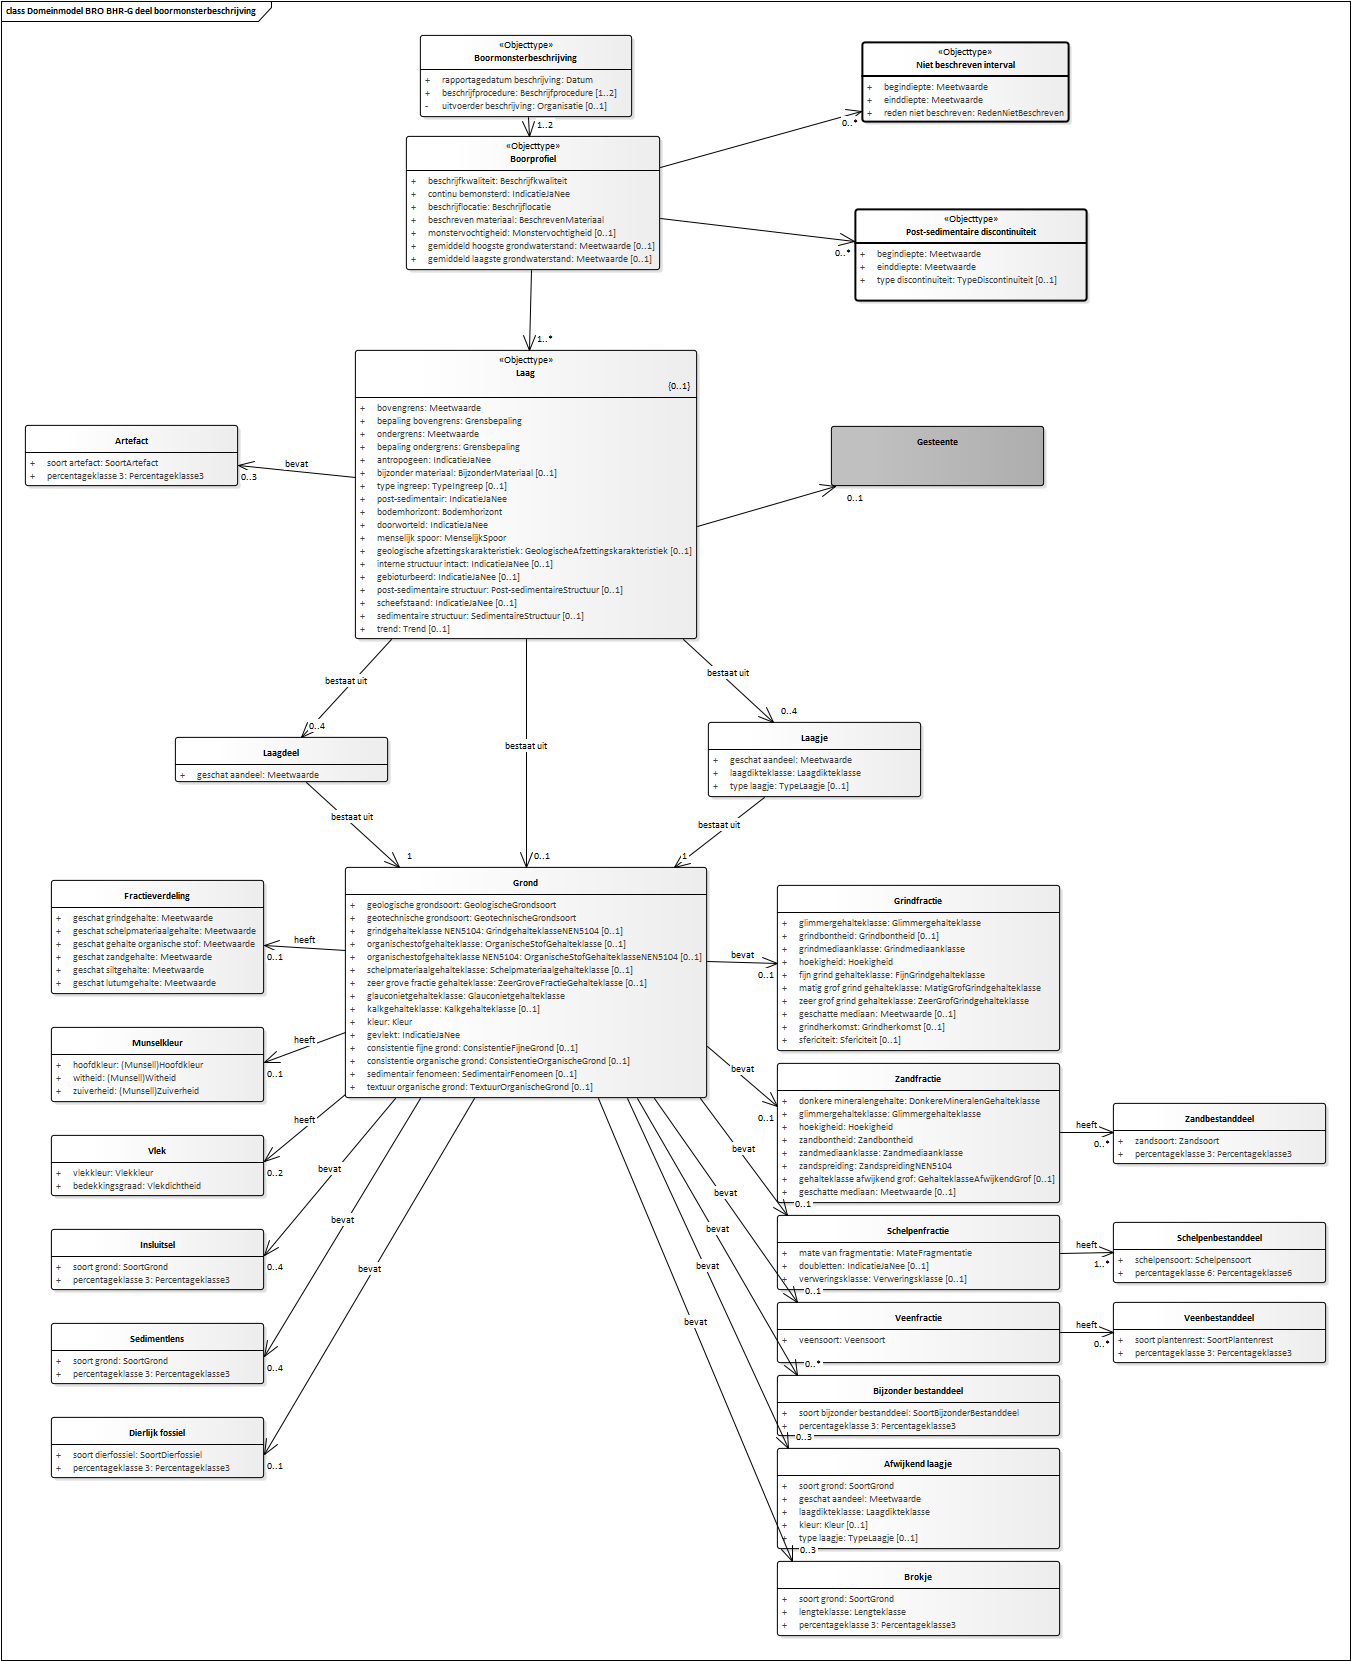 class Domeinmodel BRO BHR-G deel boormonsterbeschrijving
«Objecttype»
Boormonsterbeschrijving
+ rapportagedatum beschrijving: Datum
+ beschrijfprocedure: Beschrijfprocedure [1..2]
- uitvoerder beschrijving: Organisatie [0..1]
«Objecttype»
Niet beschreven interval
+ begindiepte: Meetwaarde
+ einddiepte: Meetwaarde
+ reden niet beschreven: RedenNietBeschreven
1..2
0..*
«Objecttype»
Boorprofiel
+ beschrijfkwaliteit: Beschrijfkwaliteit
+ continu bemonsterd: IndicatieJaNee
+ beschrijflocatie: Beschrijflocatie
+ beschreven materiaal: BeschrevenMateriaal
+ monstervochtigheid: Monstervochtigheid [0..1]
+ gemiddeld hoogste grondwaterstand: Meetwaarde [0..1]
+ gemiddeld laagste grondwaterstand: Meetwaarde [0..1]
«Objecttype»
Post-sedimentaire discontinuïteit
+ begindiepte: Meetwaarde
+ einddiepte: Meetwaarde
+ type discontinuïteit: TypeDiscontinuïteit [0..1]
0..*
1..*
«Objecttype»
Laag
{0..1}
+ bovengrens: Meetwaarde
+ bepaling bovengrens: Grensbepaling
+ ondergrens: Meetwaarde
+ bepaling ondergrens: Grensbepaling
+ antropogeen: IndicatieJaNee
+ bijzonder materiaal: BijzonderMateriaal [0..1]
+ type ingreep: TypeIngreep [0..1]
+ post-sedimentair: IndicatieJaNee
+ bodemhorizont: Bodemhorizont
+ doorworteld: IndicatieJaNee
+ menselijk spoor: MenselijkSpoor
+ geologische afzettingskarakteristiek: GeologischeAfzettingskarakteristiek [0..1]
+ interne structuur intact: IndicatieJaNee [0..1]
+ gebioturbeerd: IndicatieJaNee [0..1]
+ post-sedimentaire structuur: Post-sedimentaireStructuur [0..1]
+ scheefstaand: IndicatieJaNee [0..1]
+ sedimentaire structuur: SedimentaireStructuur [0..1]
+ trend: Trend [0..1]
Artefact
+ soort artefact: SoortArtefact
+ percentageklasse 3: Percentageklasse3
bevat
0..3
Gesteente
0..1
bestaat uit
0..4
bestaat uit
0..1
bestaat uit
0..4
Laagdeel
+ geschat aandeel: Meetwaarde
Laagje
+ geschat aandeel: Meetwaarde
+ laagdikteklasse: Laagdikteklasse
+ type laagje: TypeLaagje [0..1]
bestaat uit
1
bestaat uit
1
Grond
+ geologische grondsoort: GeologischeGrondsoort
+ geotechnische grondsoort: GeotechnischeGrondsoort
+ grindgehalteklasse NEN5104: GrindgehalteklasseNEN5104 [0..1]
+ organischestofgehalteklasse: OrganischeStofGehalteklasse [0..1]
+ organischestofgehalteklasse NEN5104: OrganischeStofGehalteklasseNEN5104 [0..1]
+ schelpmateriaalgehalteklasse: Schelpmateriaalgehalteklasse [0..1]
+ zeer grove fractie gehalteklasse: ZeerGroveFractieGehalteklasse [0..1]
+ glauconietgehalteklasse: Glauconietgehalteklasse
+ kalkgehalteklasse: Kalkgehalteklasse [0..1]
+ kleur: Kleur
+ gevlekt: IndicatieJaNee
+ consistentie fijne grond: ConsistentieFijneGrond [0..1]
+ consistentie organische grond: ConsistentieOrganischeGrond [0..1]
+ sedimentair fenomeen: SedimentairFenomeen [0..1]
+ textuur organische grond: TextuurOrganischeGrond [0..1]
Fractieverdeling
+ geschat grindgehalte: Meetwaarde
+ geschat schelpmateriaalgehalte: Meetwaarde
+ geschat gehalte organische stof: Meetwaarde
+ geschat zandgehalte: Meetwaarde
+ geschat siltgehalte: Meetwaarde
+ geschat lutumgehalte: Meetwaarde
heeft
0..1
Munselkleur
+ hoofdkleur: (Munsell)Hoofdkleur
+ witheid: (Munsell)Witheid
+ zuiverheid: (Munsell)Zuiverheid
heeft
0..1
Vlek
+ vlekkleur: Vlekkleur
+ bedekkingsgraad: Vlekdichtheid
heeft
0..2
Insluitsel
+ soort grond: SoortGrond
+ percentageklasse 3: Percentageklasse3
bevat
0..4
Sedimentlens
+ soort grond: SoortGrond
+ percentageklasse 3: Percentageklasse3
bevat
0..4
Dierlijk fossiel
+ soort dierfossiel: SoortDierfossiel
+ percentageklasse 3: Percentageklasse3
bevat
0..1
Grindfractie
+ glimmergehalteklasse: Glimmergehalteklasse
+ grindbontheid: Grindbontheid [0..1]
+ grindmediaanklasse: Grindmediaanklasse
+ hoekigheid: Hoekigheid
+ fijn grind gehalteklasse: FijnGrindgehalteklasse
+ matig grof grind gehalteklasse: MatigGrofGrindgehalteklasse
+ zeer grof grind gehalteklasse: ZeerGrofGrindgehalteklasse
+ geschatte mediaan: Meetwaarde [0..1]
+ grindherkomst: Grindherkomst [0..1]
+ sfericiteit: Sfericiteit [0..1]
bevat
0..1
Zandfractie
+ donkere mineralengehalte: DonkereMineralenGehalteklasse
+ glimmergehalteklasse: Glimmergehalteklasse
+ hoekigheid: Hoekigheid
+ zandbontheid: Zandbontheid
+ zandmediaanklasse: Zandmediaanklasse
+ zandspreiding: ZandspreidingNEN5104
+ gehalteklasse afwijkend grof: GehalteklasseAfwijkendGrof [0..1]
+ geschatte mediaan: Meetwaarde [0..1]
bevat
0..1
heeft
0..*
Zandbestanddeel
+ zandsoort: Zandsoort
+ percentageklasse 3: Percentageklasse3
bevat
0..1
Schelpenfractie
+ mate van fragmentatie: MateFragmentatie
+ doubletten: IndicatieJaNee [0..1]
+ verweringsklasse: Verweringsklasse [0..1]
heeft
1..*
Schelpenbestanddeel
+ schelpensoort: Schelpensoort
+ percentageklasse 6: Percentageklasse6
bevat
0..1
Veenfractie
+ veensoort: Veensoort
heeft
0..*
Veenbestanddeel
+ soort plantenrest: SoortPlantenrest
+ percentageklasse 3: Percentageklasse3
bevat
0..*
Bijzonder bestanddeel
+ soort bijzonder bestanddeel: SoortBijzonderBestanddeel
+ percentageklasse 3: Percentageklasse3
bevat
0..3
Afwijkend laagje
+ soort grond: SoortGrond
+ geschat aandeel: Meetwaarde
+ laagdikteklasse: Laagdikteklasse
+ kleur: Kleur [0..1]
+ type laagje: TypeLaagje [0..1]
bevat
0..3
Brokje
+ soort grond: SoortGrond
+ lengteklasse: Lengteklasse
+ percentageklasse 3: Percentageklasse3